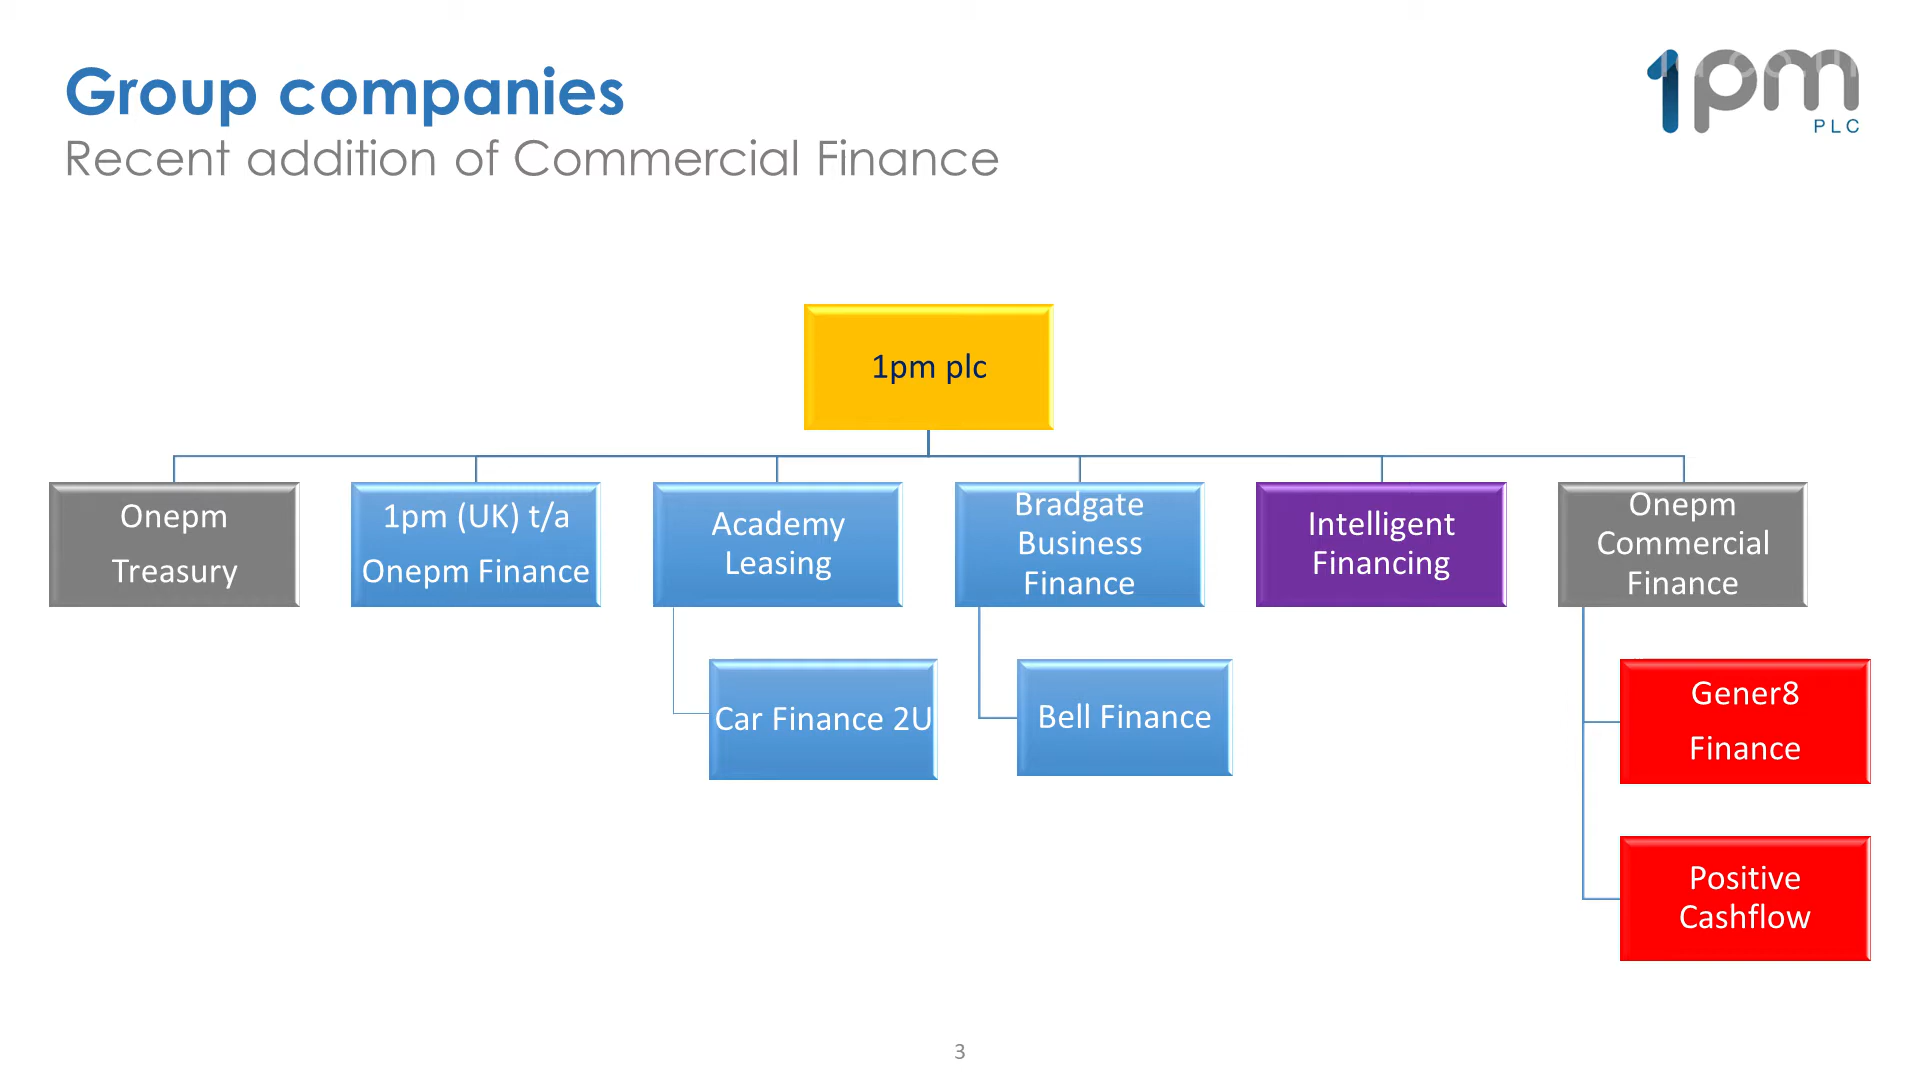 Group companies
Recent addition of Commercial Finance
1pm
PLC
1pm plc
Onepm
Treasury
1pm (UK) t/a
Onepm Finance
Academy
Leasing
Bradgate
Business
Finance
Intelligent
Financing
Onepm
Commercial
Finance
Car Finance 2U
Bell Finance
Gener8
Finance
Positive
Cashflow
3